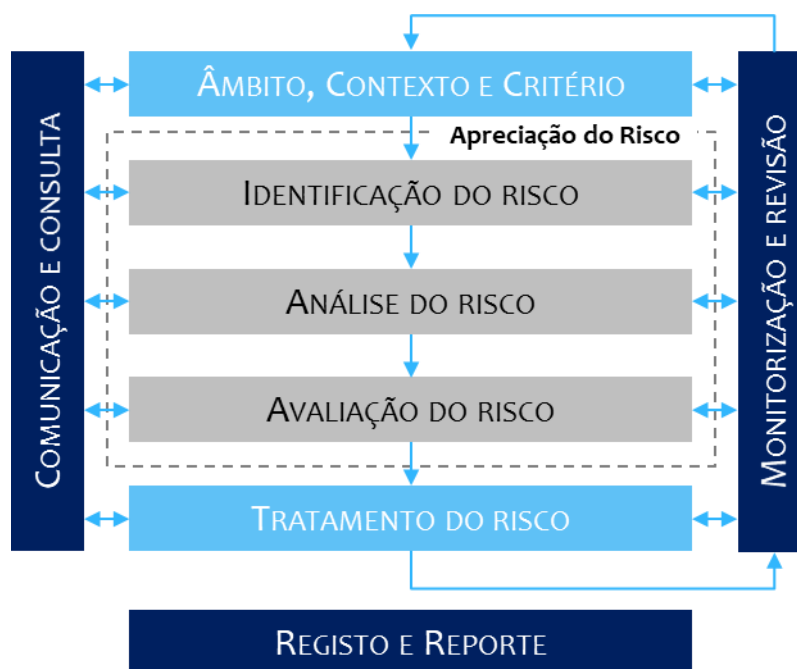 Âmbito, Contexto e Critério
Apreciação do Risco
Identificação do risco
Análise do risco
Avaliação do risco
Tratamento do risco
Comunicação e consulta
Monitorização e revisão
Registo e Reporte